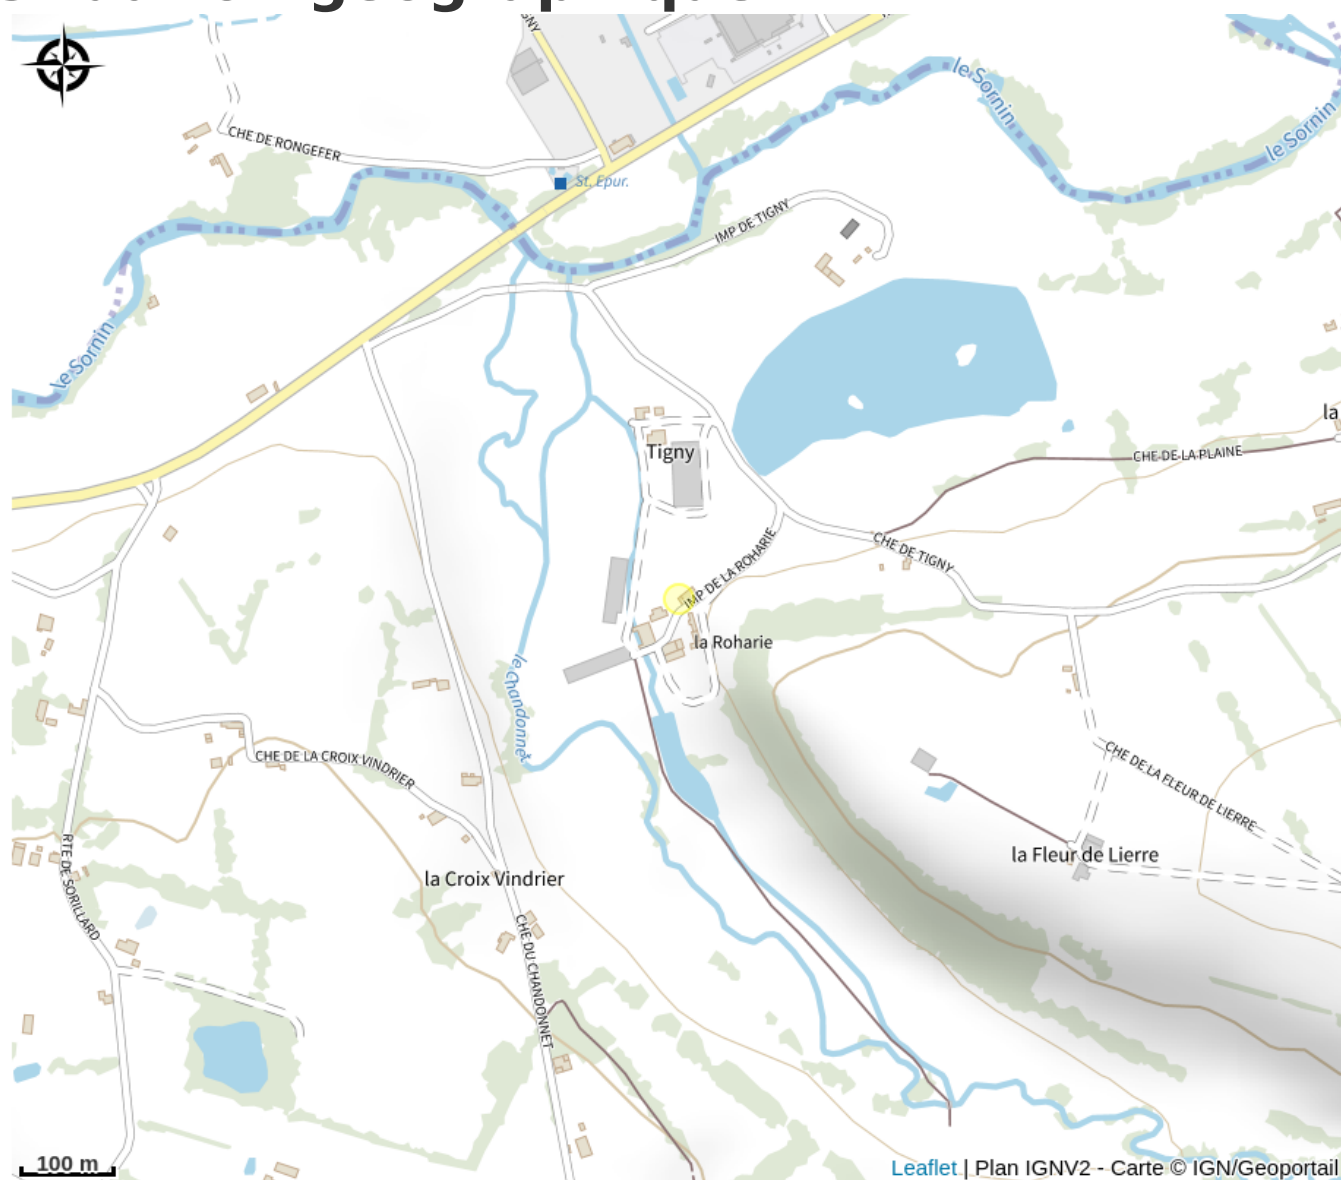 CHE DE RONGEFER
St. Epur.
le Sornin
le Sornin
IMP DE TIGNY
le Sornin
Tigny
la
CHE DE LA PLAINE
CHE DE TIGNY
IMP DE LA ROHARIE
la Roharie
le Chandonnet
CHE DE LA CROIX VINDRIER
CHE DE LA FLEUR DE LIERRE
RTE DE SORILLARD
la Fleur de Lierre
la Croix Vindrier
CHE DU CHANDONNET
100 m
Leaflet | Plan IGNV2 - Carte © IGN/Geoportail